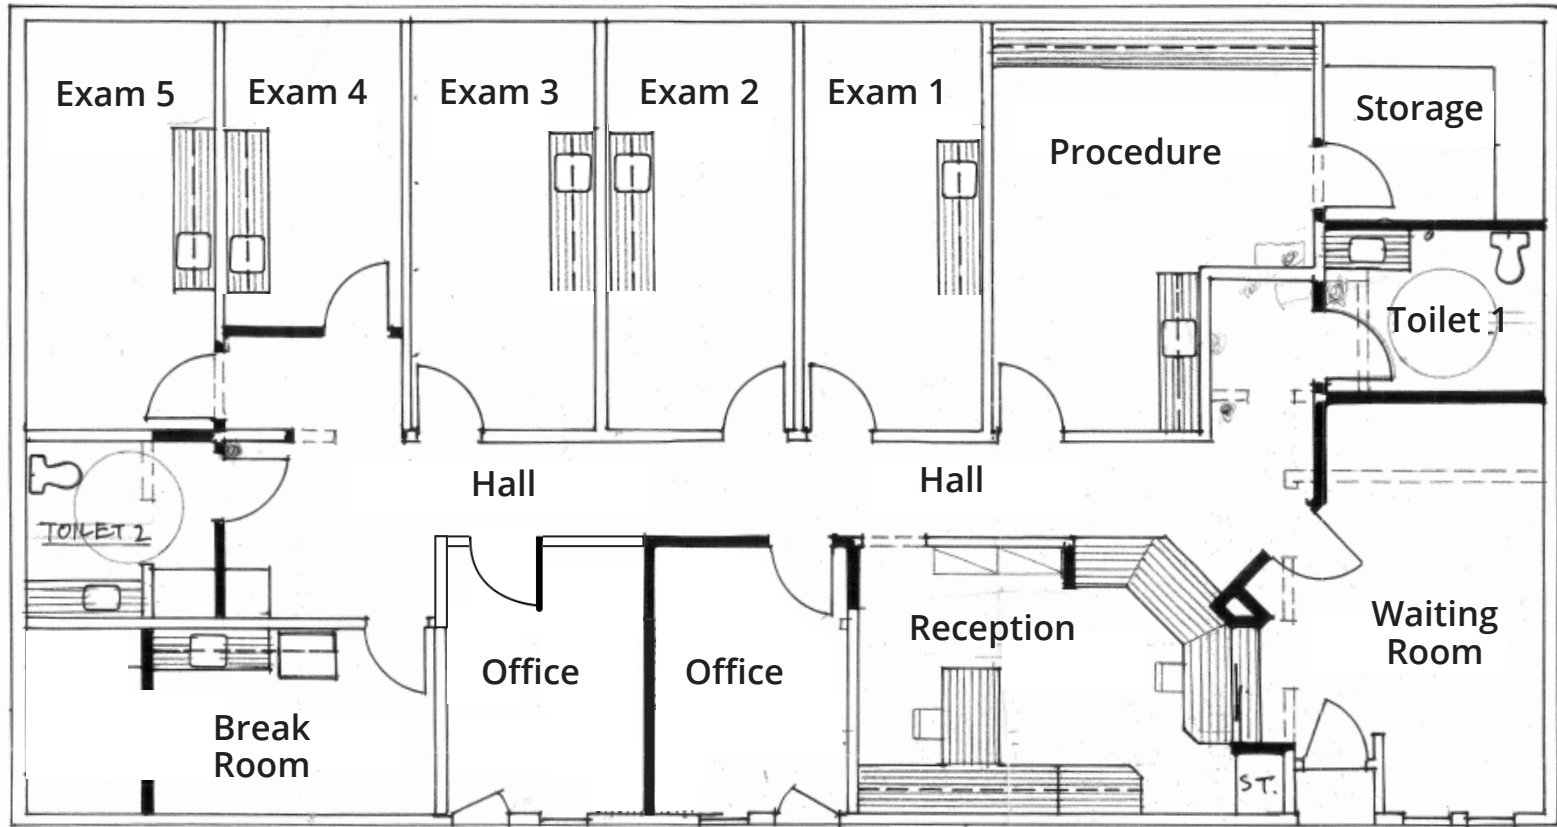 Exam 5
Exam 4
Exam 3
Exam 2
Exam 1
Procedure
Storage
Toilet 1
Hall
Hall
TOILET 2
Office
Office
Reception
Waiting
Room
Break
Room
ST.